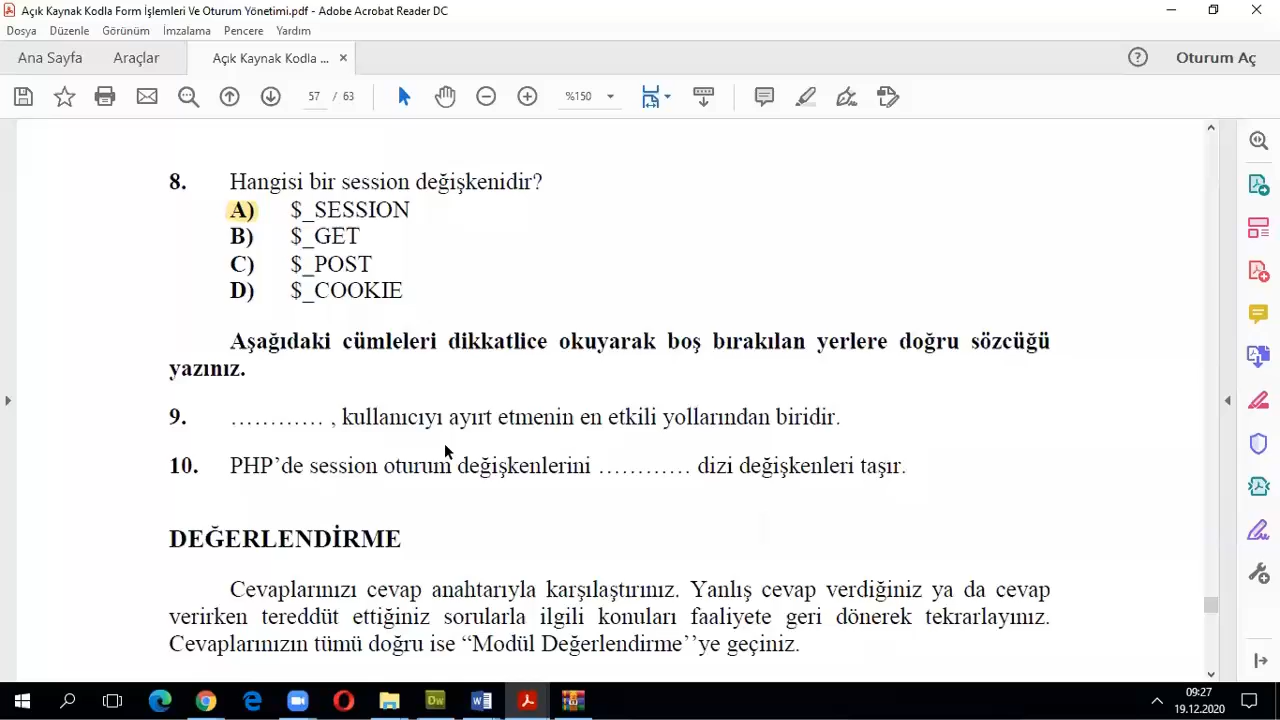 Açık Kaynak Kodla Form İşlemleri Ve Oturum Yönetimi.pdf - Adobe Acrobat Reader DC
Dosya Düzenle Görünüm İmzalama Pencere Yardım
Ana Sayfa Araçlar Açık Kaynak Kodla ... × ? Oturum Aç
57 / 63 %150
8. Hangisi bir session değişkenidir?
A) $_SESSION
B) $_GET
C) $_POST
D) $_COOKIE
Aşağıdaki cümleleri dikkatlice okuyarak boş bırakılan yerlere doğru sözcüğü
yazınız.
9. ………… , kullanıcıyı ayırt etmenin en etkili yollarından biridir.
10. PHP’de session oturum değişkenlerini ………… dizi değişkenleri taşır.
DEĞERLENDİRME
Cevaplarınızı cevap anahtarıyla karşılaştırınız. Yanlış cevap verdiğiniz ya da cevap
verirken tereddüt ettiğiniz sorularla ilgili konuları faaliyete geri dönerek tekrarlayınız.
Cevaplarınızın tümü doğru ise “Modül Değerlendirme’’ye geçiniz.
Dw
09:27
19.12.2020